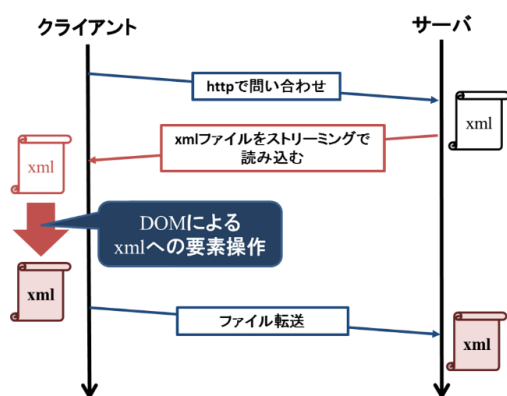 クライアント
サーバ
httpで問い合わせ
xml
xmlファイルをストリーミングで
読み込む
xml
DOMによる
xmlへの要素操作
xml
ファイル転送
xml